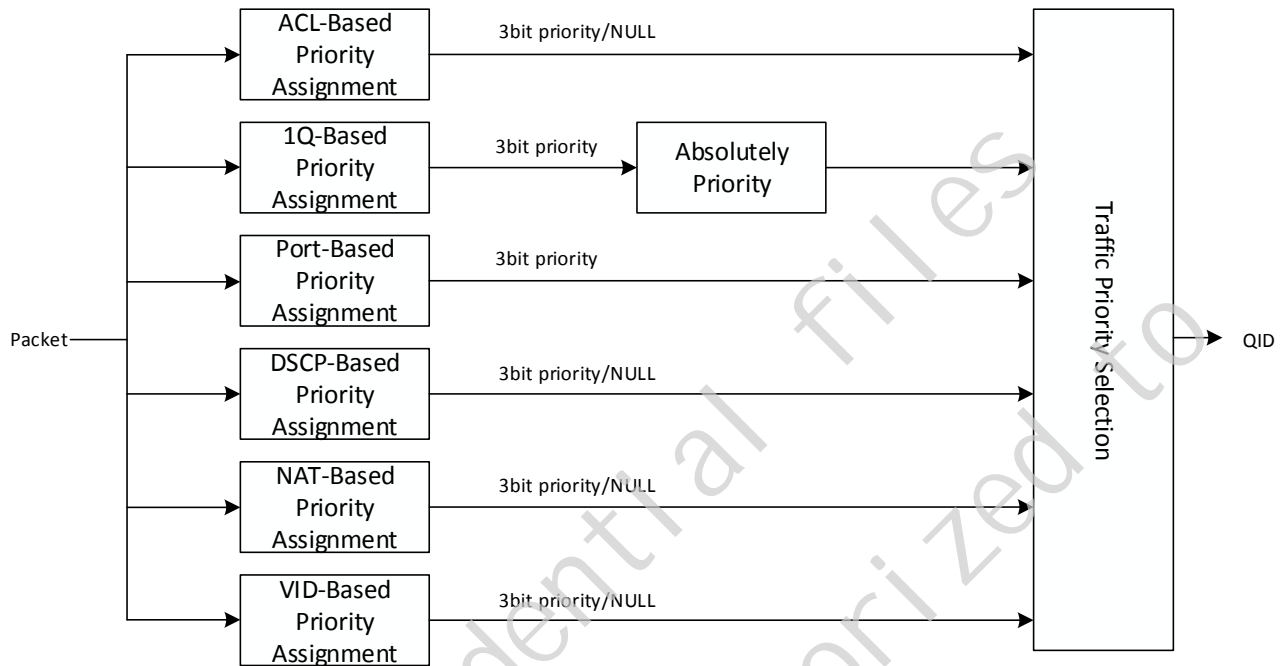 ACL-Based
Priority
Assignment
3bit priority/NULL
1Q-Based
Priority
Assignment
3bit priority
Absolutely
Priority
Port-Based
Priority
Assignment
3bit priority
Packet
DSCP-Based
Priority
Assignment
3bit priority/NULL
NAT-Based
Priority
Assignment
3bit priority/NULL
VID-Based
Priority
Assignment
3bit priority/NULL
Traffic Priority Selection
QID
files